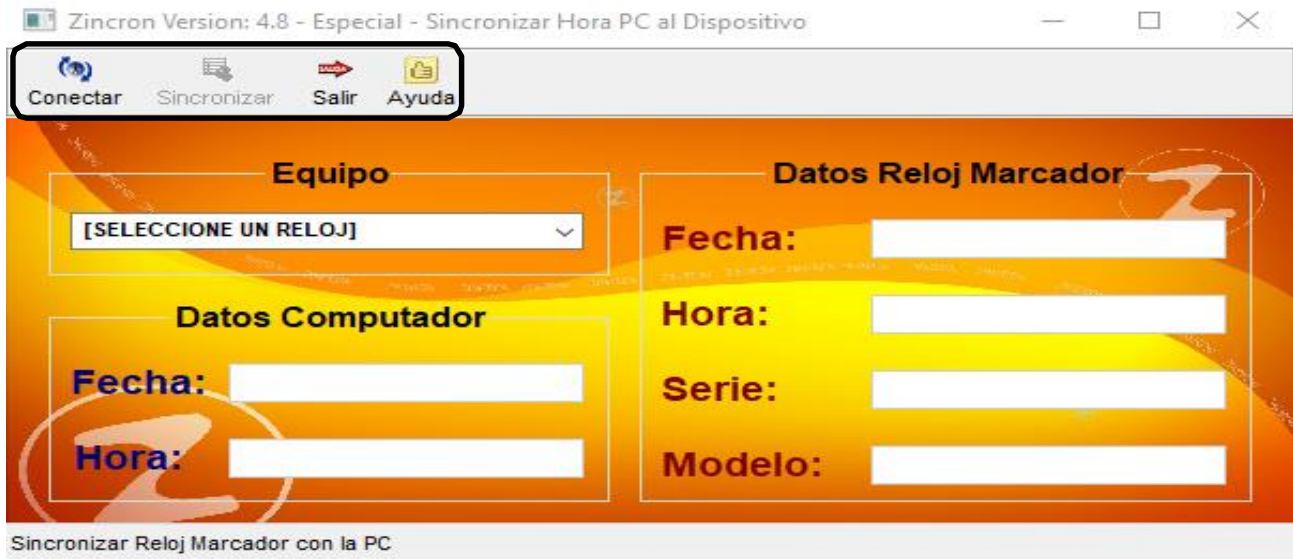 Zincron Version: 4.8 - Especial - Sincronizar Hora PC al Dispositivo
SALIDA
Conectar Sincronizar Salir Ayuda
Equipo
[SELECCIONE UN RELOJ]
Datos Computador
Fecha:
Hora:
Datos Reloj Marcador
Fecha:
Hora:
Serie:
Modelo:
Sincronizar Reloj Marcador con la PC